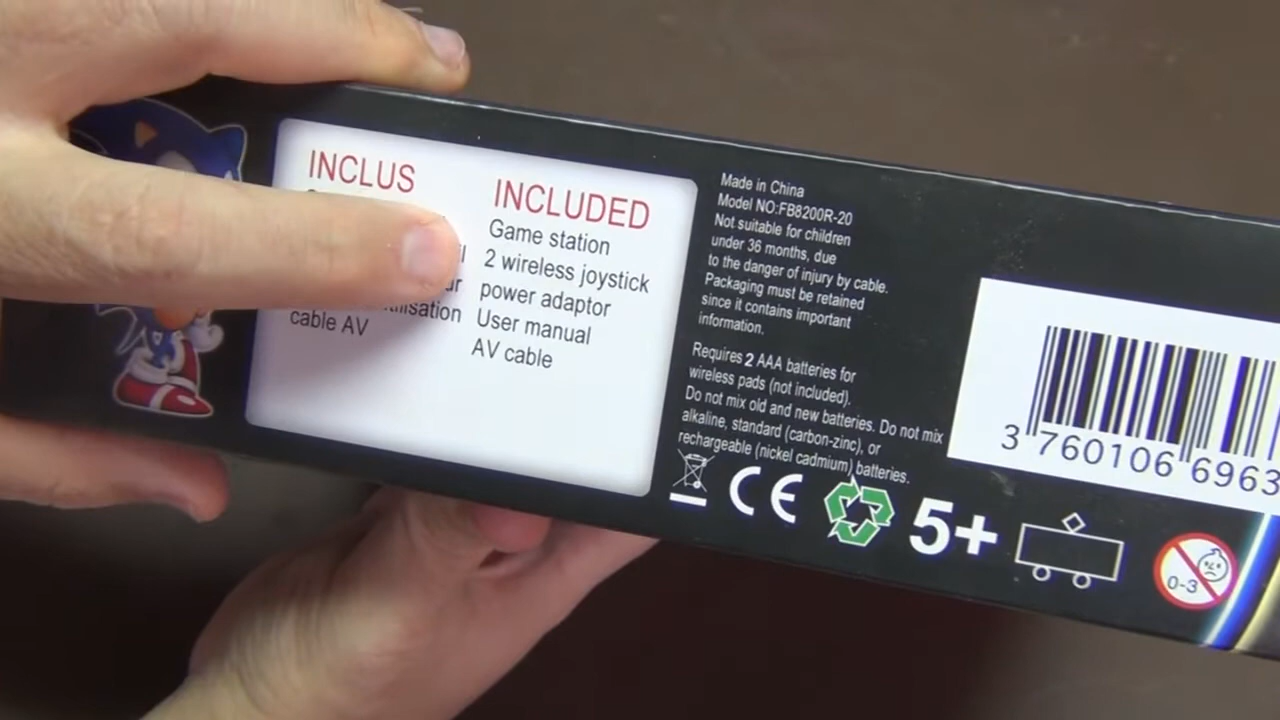 INCLUS
utilisation
cable AV
INCLUDED
Game station
2 wireless joystick
power adaptor
User manual
AV cable
Made in China
Model NO:FB8200R-20
Not suitable for children
under 36 months, due
to the danger of injury by cable.
Packaging must be retained
since it contains important
information.
Requires 2 AAA batteries for
wireless pads (not included).
Do not mix old and new batteries. Do not mix
alkaline, standard (carbon-zinc), or
rechargeable (nickel cadmium) batteries.
CE
5+
0-3
3 760106 6963